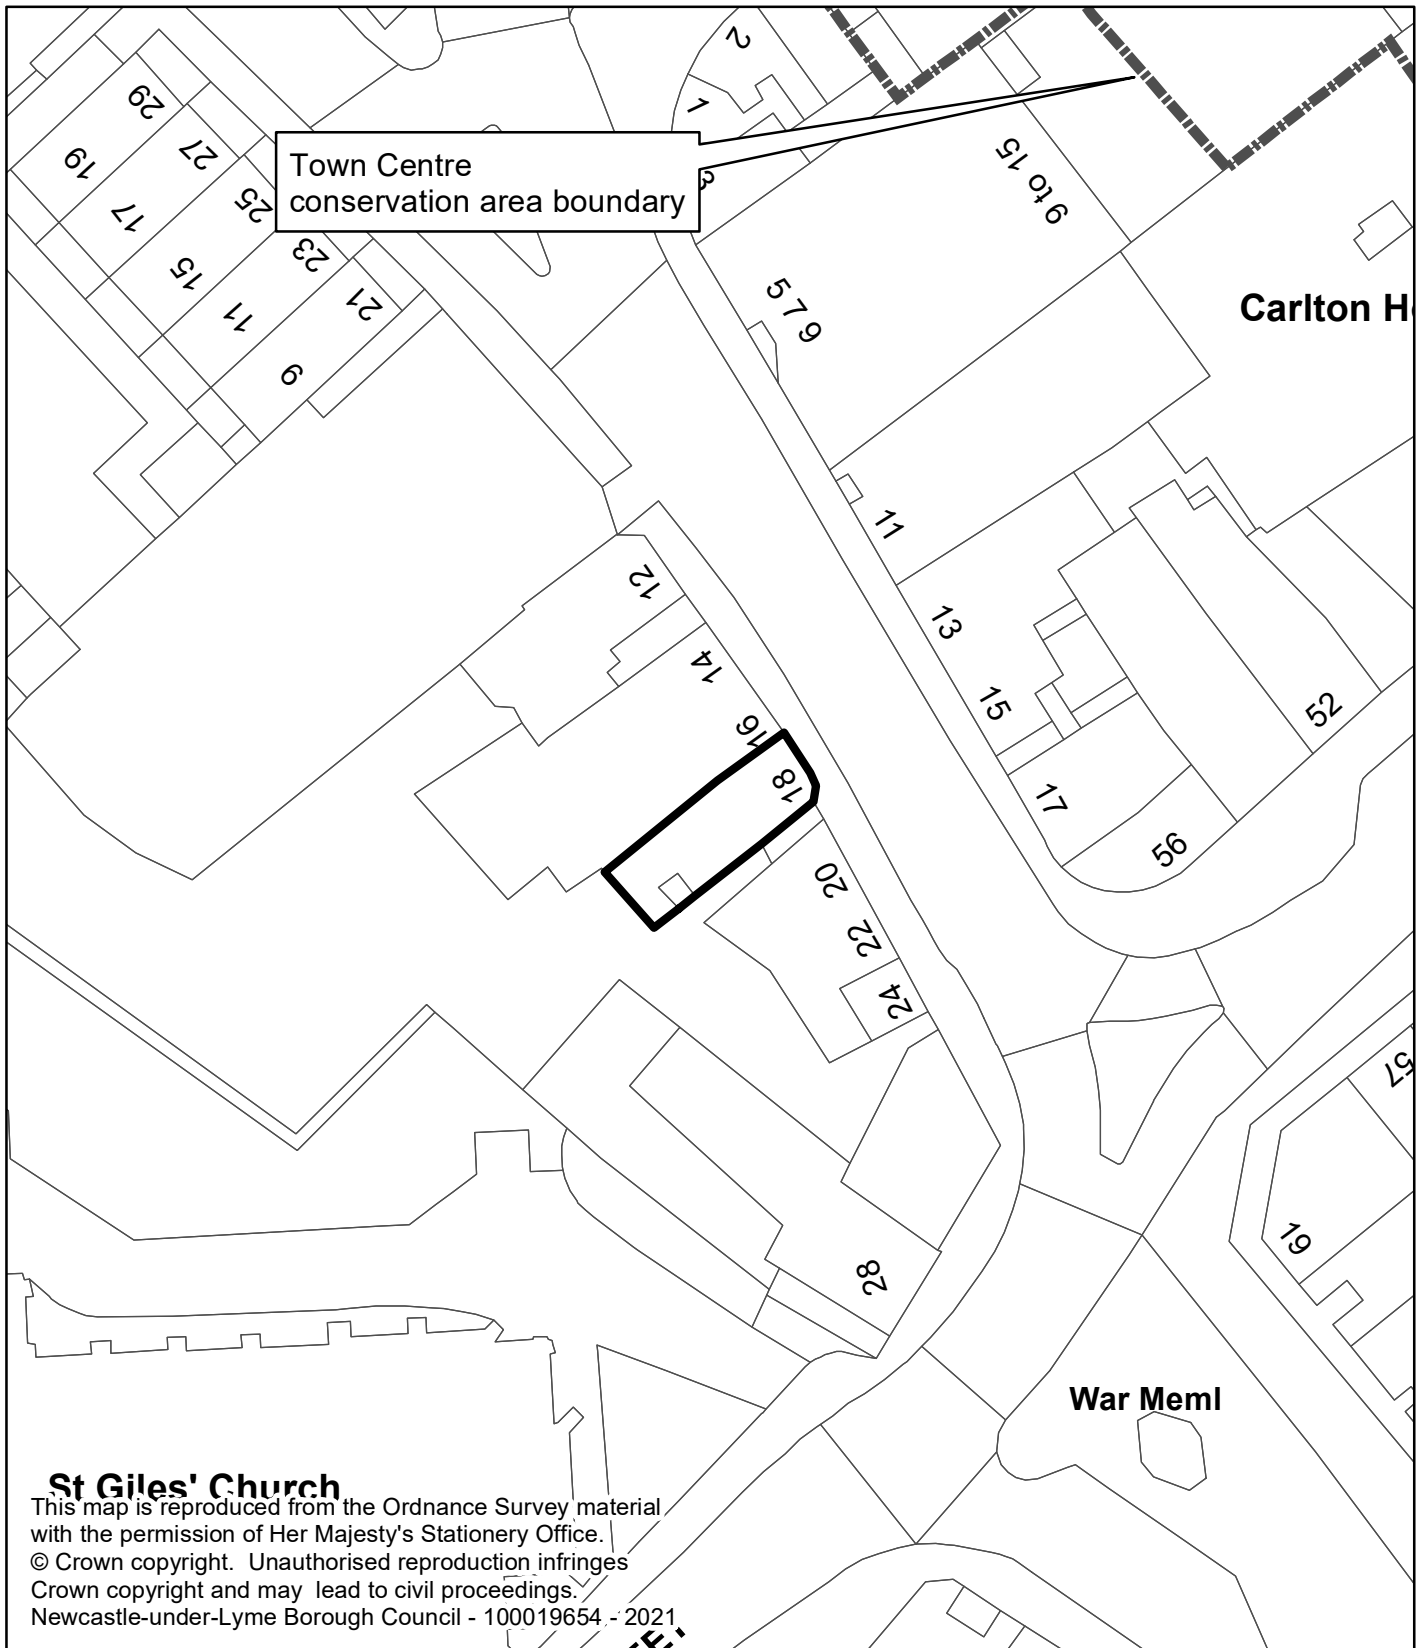 2
1
29
27
19
17
25
23
15
21
11
9
Town Centre
conservation area boundary
3
9 to 15
5 7 9
Carlton H
11
12
13
14
15
16
18
17
52
56
20
22
24
57
19
28
War Meml
St Giles' Church
This map is reproduced from the Ordnance Survey material
with the permission of Her Majesty's Stationery Office.
© Crown copyright. Unauthorised reproduction infringes
Crown copyright and may lead to civil proceedings.
Newcastle-under-Lyme Borough Council - 100019654 - 2021